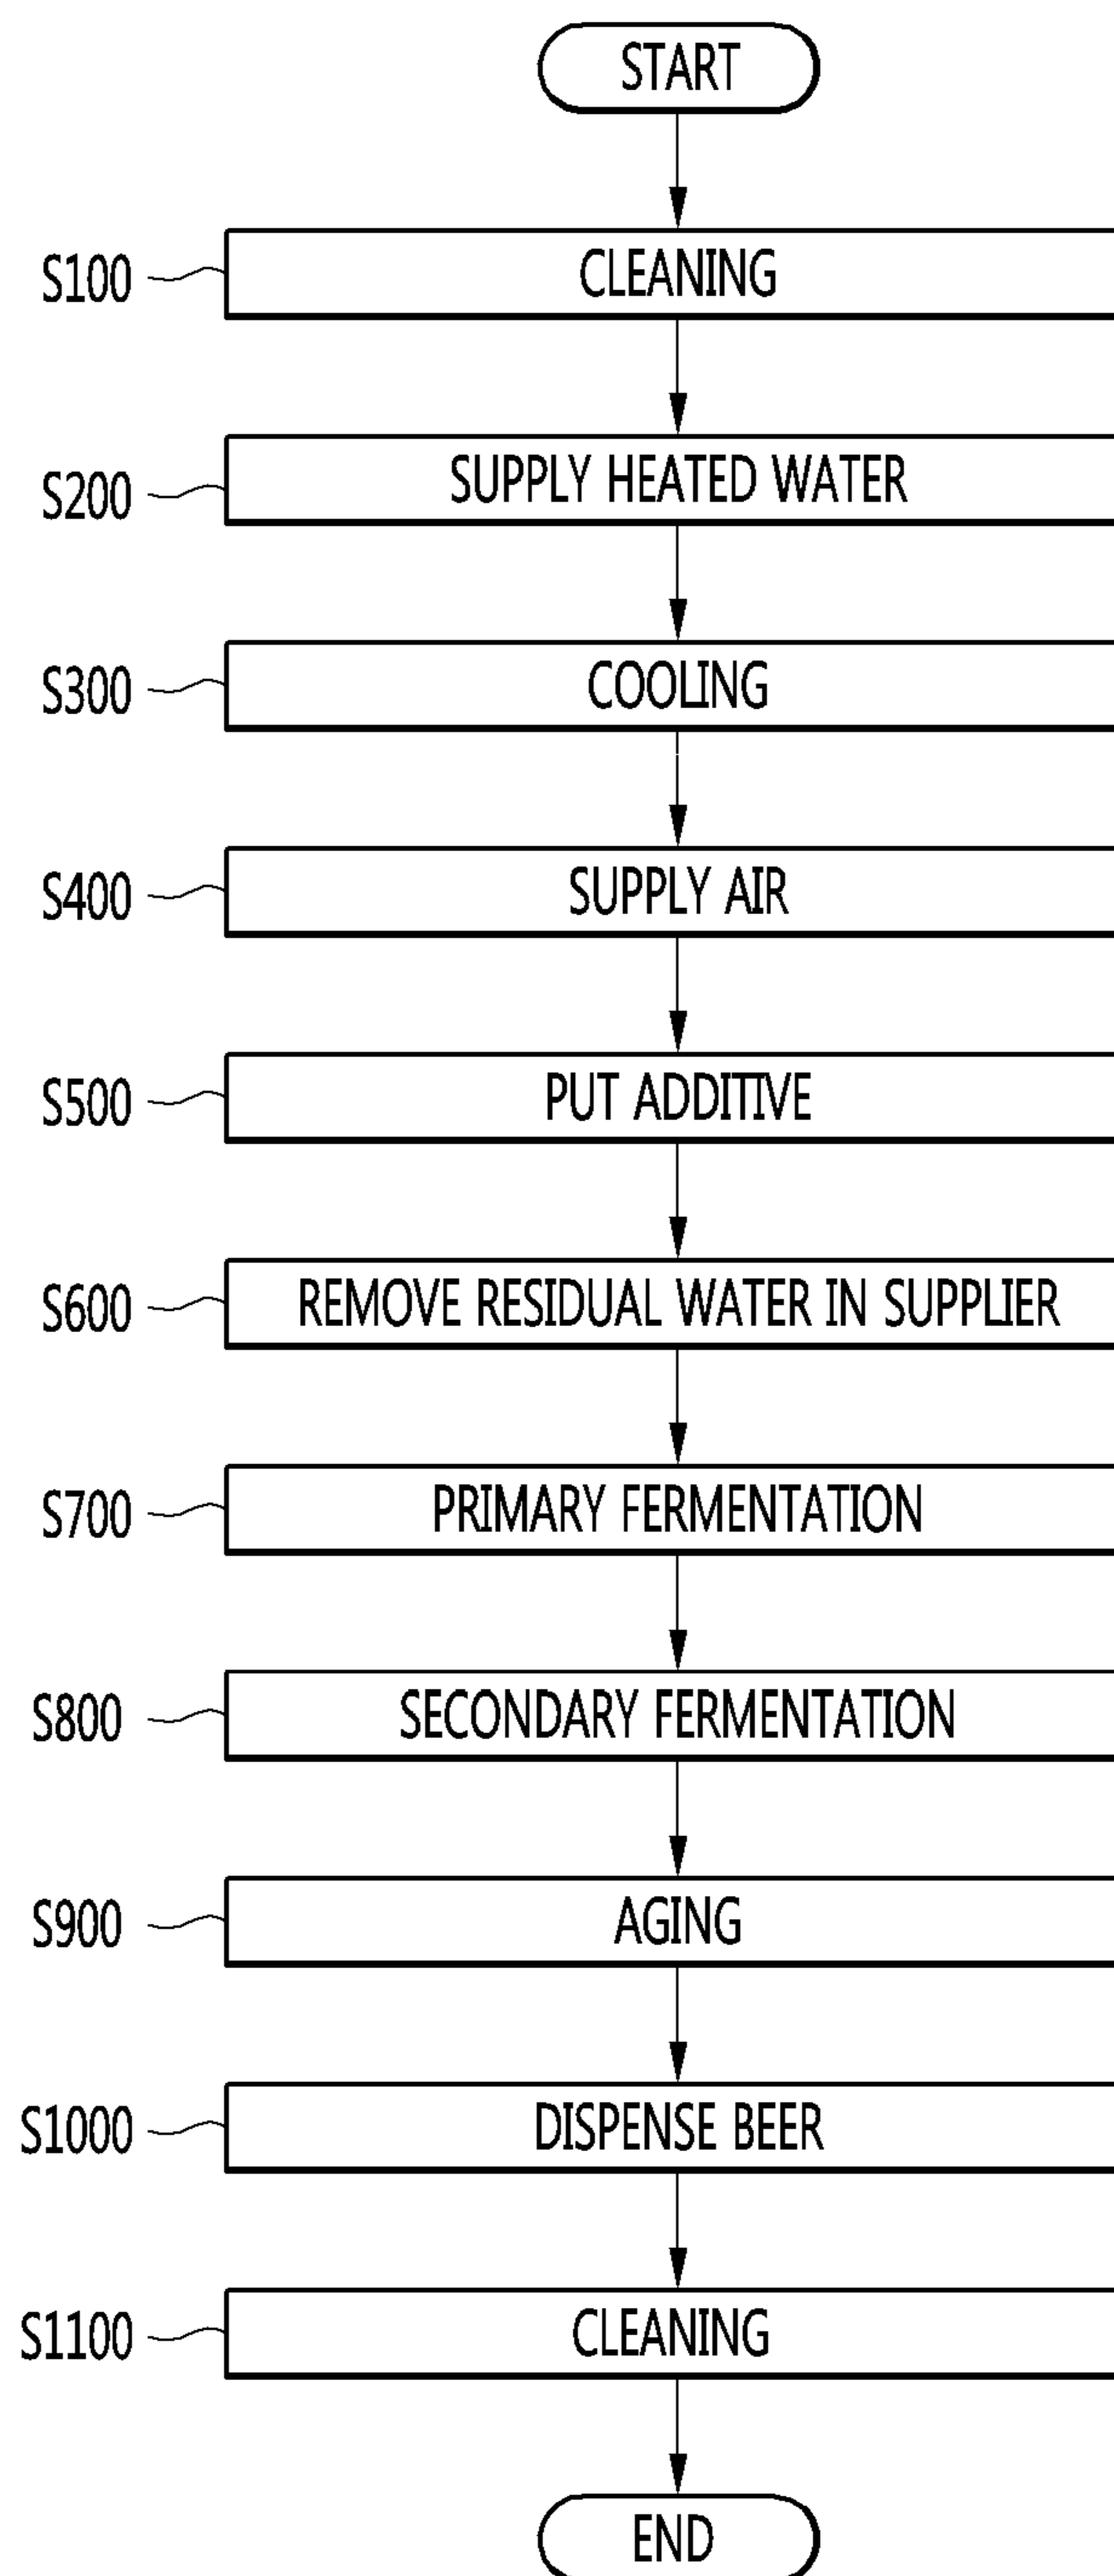 START
S100 CLEANING
S200 SUPPLY HEATED WATER
S300 COOLING
S400 SUPPLY AIR
S500 PUT ADDITIVE
S600 REMOVE RESIDUAL WATER IN SUPPLIER
S700 PRIMARY FERMENTATION
S800 SECONDARY FERMENTATION
S900 AGING
S1000 DISPENSE BEER
S1100 CLEANING
END